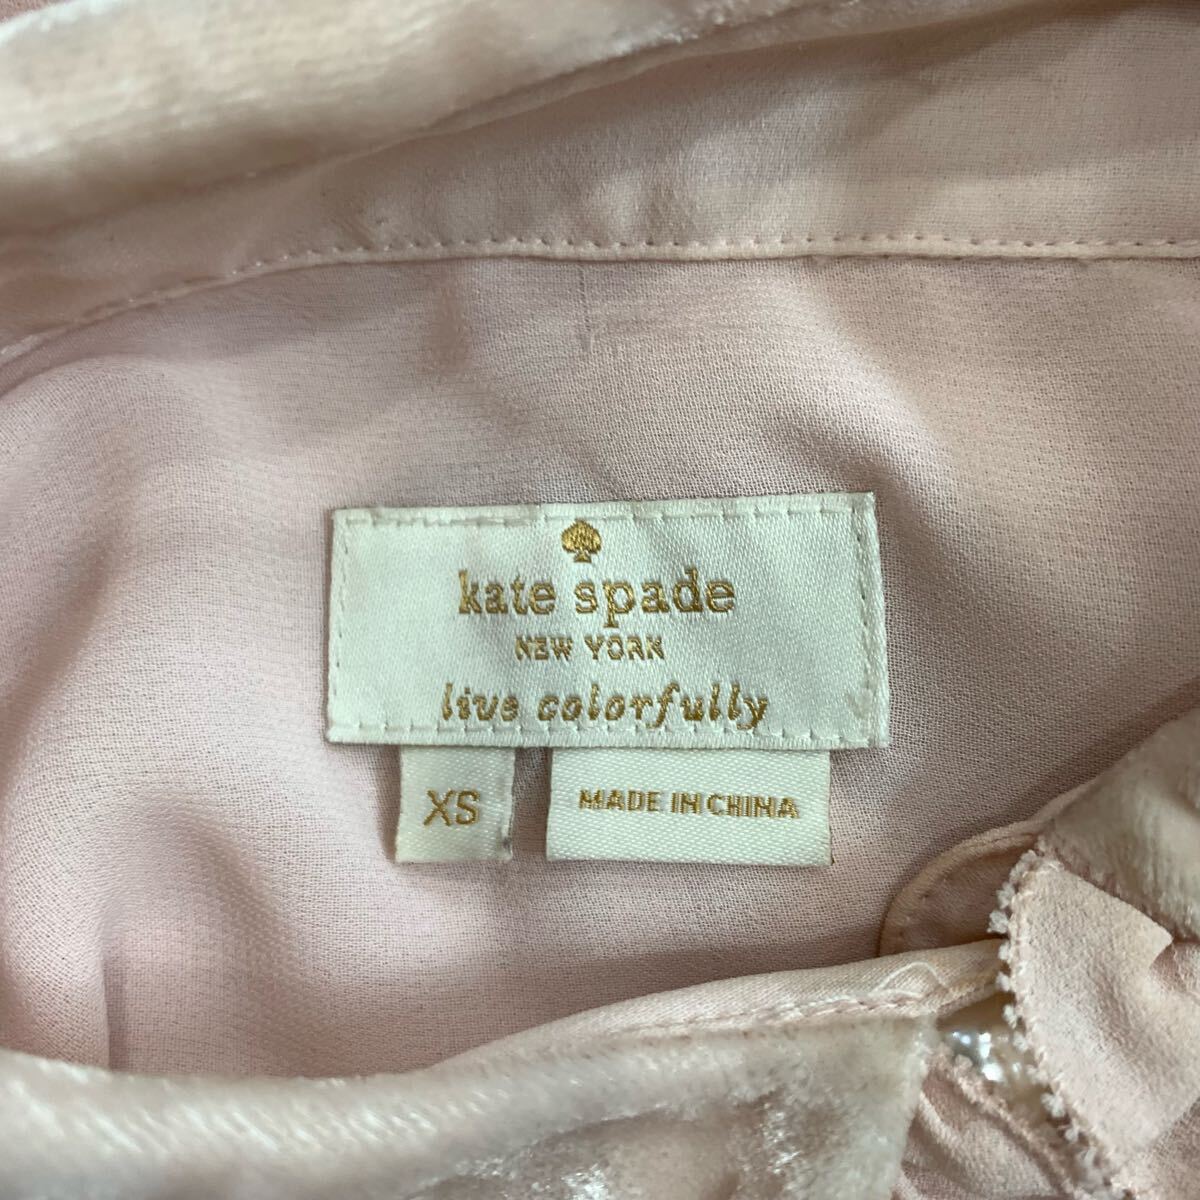 kate spade
NEW YORK
live colorfully
XS
MADE IN CHINA